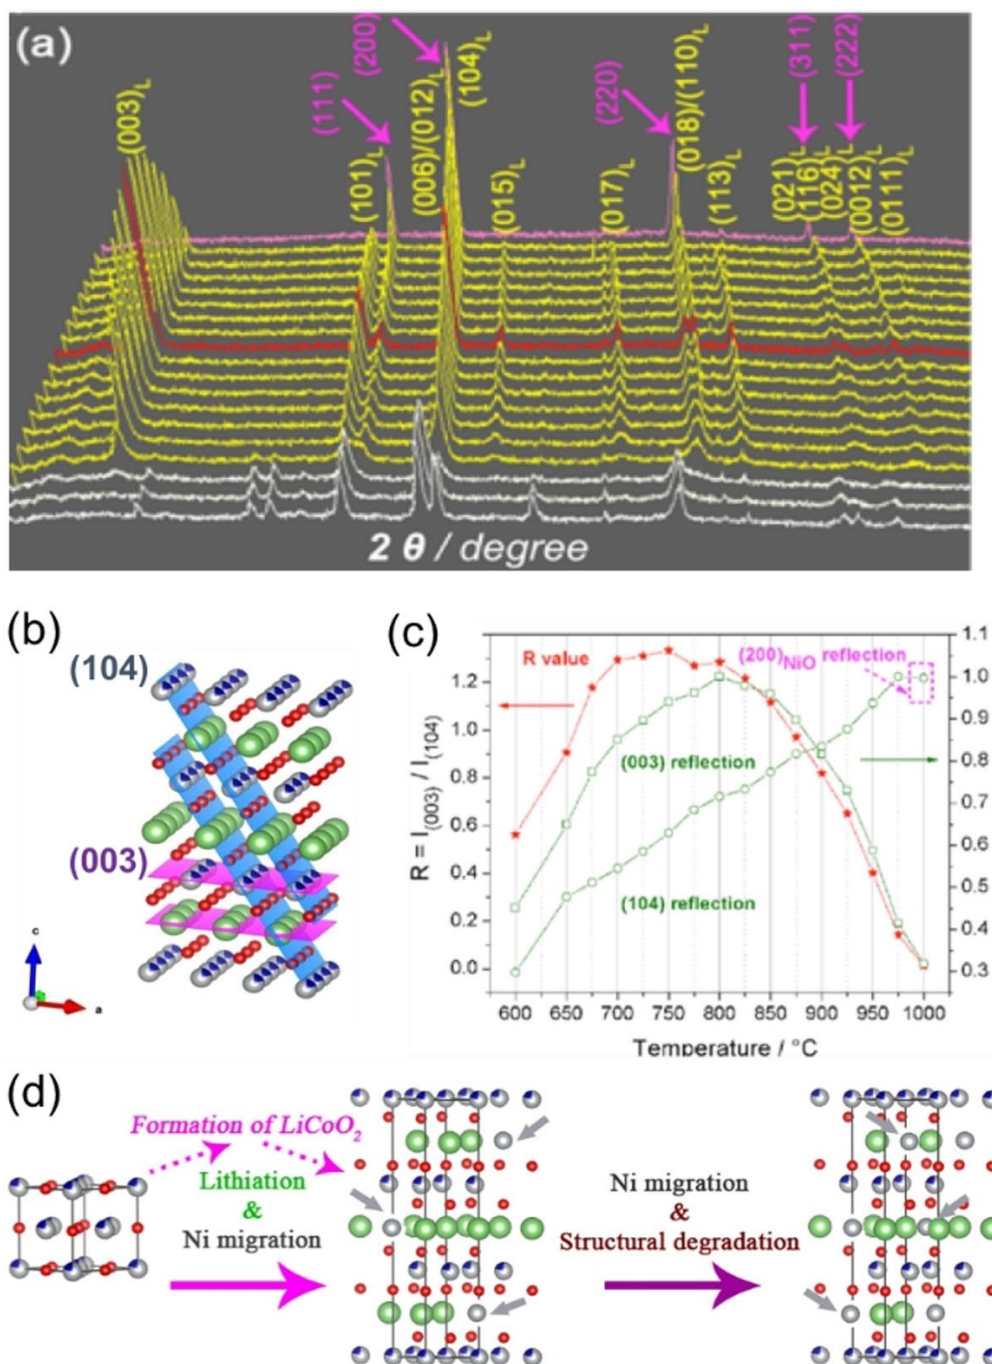 (a)
(003)L
(111)
(200)
(101)L
(006)/(012)L
(104)L
(015)L
(220)
(017)L
(018)/(110)L
(113)L
(311)
(222)
(021)L
(116)L
(024)L
(0012)L
(0111)L
2 θ / degree
(b)
(104)
(003)
c
a
(c)
R value
(200)NiO reflection
(003) reflection
(104) reflection
R = I(003) / I(104)
1.2
1.0
0.8
0.6
0.4
0.2
0.0
1.1
1.0
0.9
0.8
0.7
0.6
0.5
0.4
0.3
600 650 700 750 800 850 900 950 1000
Temperature / °C
(d)
Formation of LiCoO2
Lithiation
&
Ni migration
Ni migration
&
Structural degradation